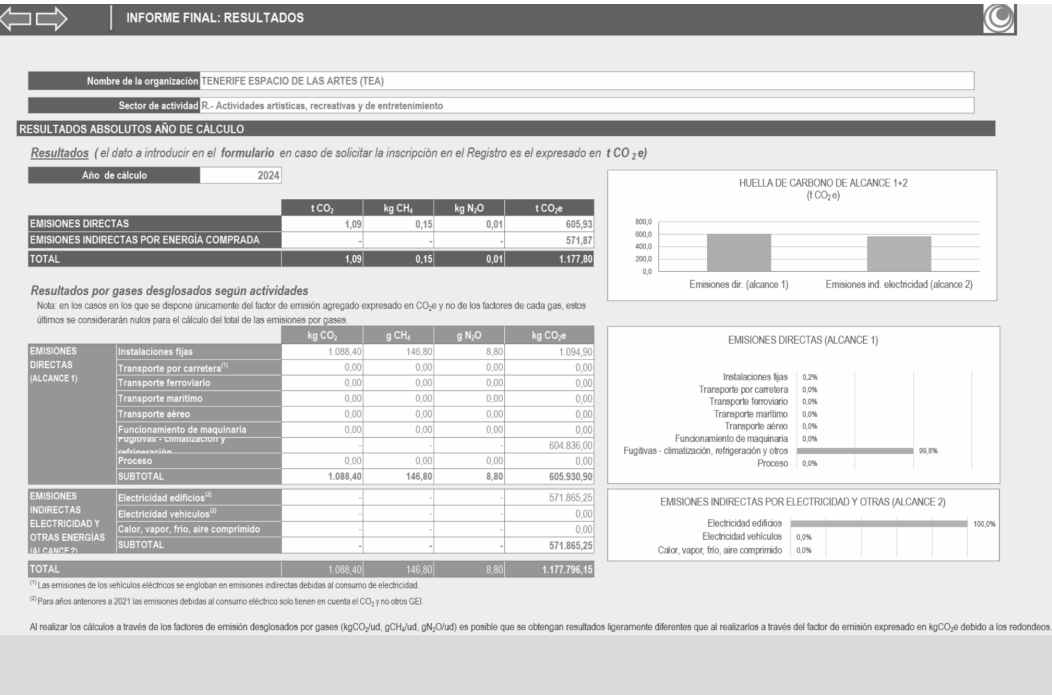 INFORME FINAL: RESULTADOS
Nombre de la organización TENERIFE ESPACIO DE LAS ARTES (TEA)
Sector de actividad R.- Actividades artísticas, recreativas y de entretenimiento
RESULTADOS ABSOLUTOS AÑO DE CÁLCULO
Resultados ( el dato a introducir en el formulario en caso de solicitar la inscripción en el Registro es el expresado en t CO2e)
Año de cálculo 2024
t CO2 kg CH4 kg N2O t CO2e
EMISIONES DIRECTAS 1,09 0,15 0,01 605,93
EMISIONES INDIRECTAS POR ENERGÍA COMPRADA - - - 571,87
TOTAL 1,09 0,15 0,01 1.177,80
HUELLA DE CARBONO DE ALCANCE 1+2
(t CO2e)
800,0
600,0
400,0
200,0
0,0
Emisiones dir. (alcance 1) Emisiones ind. electricidad (alcance 2)
Resultados por gases desglosados según actividades
Nota: en los casos en los que se dispone únicamente del factor de emisión agregado expresado en CO2e y no de los factores de cada gas, estos
últimos se considerarán nulos para el cálculo del total de las emisiones por gases.
kg CO2 g CH4 g N2O kg CO2e
EMISIONES
DIRECTAS
(ALCANCE 1)
Instalaciones fijas 1.088,40 146,80 8,80 1.094,90
Transporte por carretera(1) 0,00 0,00 0,00 0,00
Transporte ferroviario 0,00 0,00 0,00 0,00
Transporte marítimo 0,00 0,00 0,00 0,00
Transporte aéreo 0,00 0,00 0,00 0,00
Funcionamiento de maquinaria 0,00 0,00 0,00 0,00
Fugitivas - climatización y
refrigeración - - - 604.836,00
Proceso 0,00 0,00 0,00 0,00
SUBTOTAL 1.088,40 146,80 8,80 605.930,90
EMISIONES
INDIRECTAS
ELECTRICIDAD Y
OTRAS ENERGÍAS
(ALCANCE 2)
Electricidad edificios(2) - - - 571.865,25
Electricidad vehículos(2) - - - 0,00
Calor, vapor, frío, aire comprimido - - - 0,00
SUBTOTAL - - - 571.865,25
TOTAL 1.088,40 146,80 8,80 1.177.796,15
EMISIONES DIRECTAS (ALCANCE 1)
Instalaciones fijas 0,2%
Transporte por carretera 0,0%
Transporte ferroviario 0,0%
Transporte marítimo 0,0%
Transporte aéreo 0,0%
Funcionamiento de maquinaria 0,0%
Fugitivas - climatización, refrigeración y otros 99,8%
Proceso 0,0%
EMISIONES INDIRECTAS POR ELECTRICIDAD Y OTRAS (ALCANCE 2)
Electricidad edificios 100,0%
Electricidad vehículos 0,0%
Calor, vapor, frío, aire comprimido 0,0%
(1) Las emisiones de los vehículos eléctricos se engloban en emisiones indirectas debidas al consumo de electricidad.
(2) Para años anteriores a 2021 las emisiones debidas al consumo eléctrico solo tienen en cuenta el CO2 y no otros GEI.
Al realizar los cálculos a través de los factores de emisión desglosados por gases (kgCO2/ud, gCH4/ud, gN2O/ud) es posible que se obtengan resultados ligeramente diferentes que al realizarlos a través del factor de emisión expresado en kgCO2e debido a los redondeos.